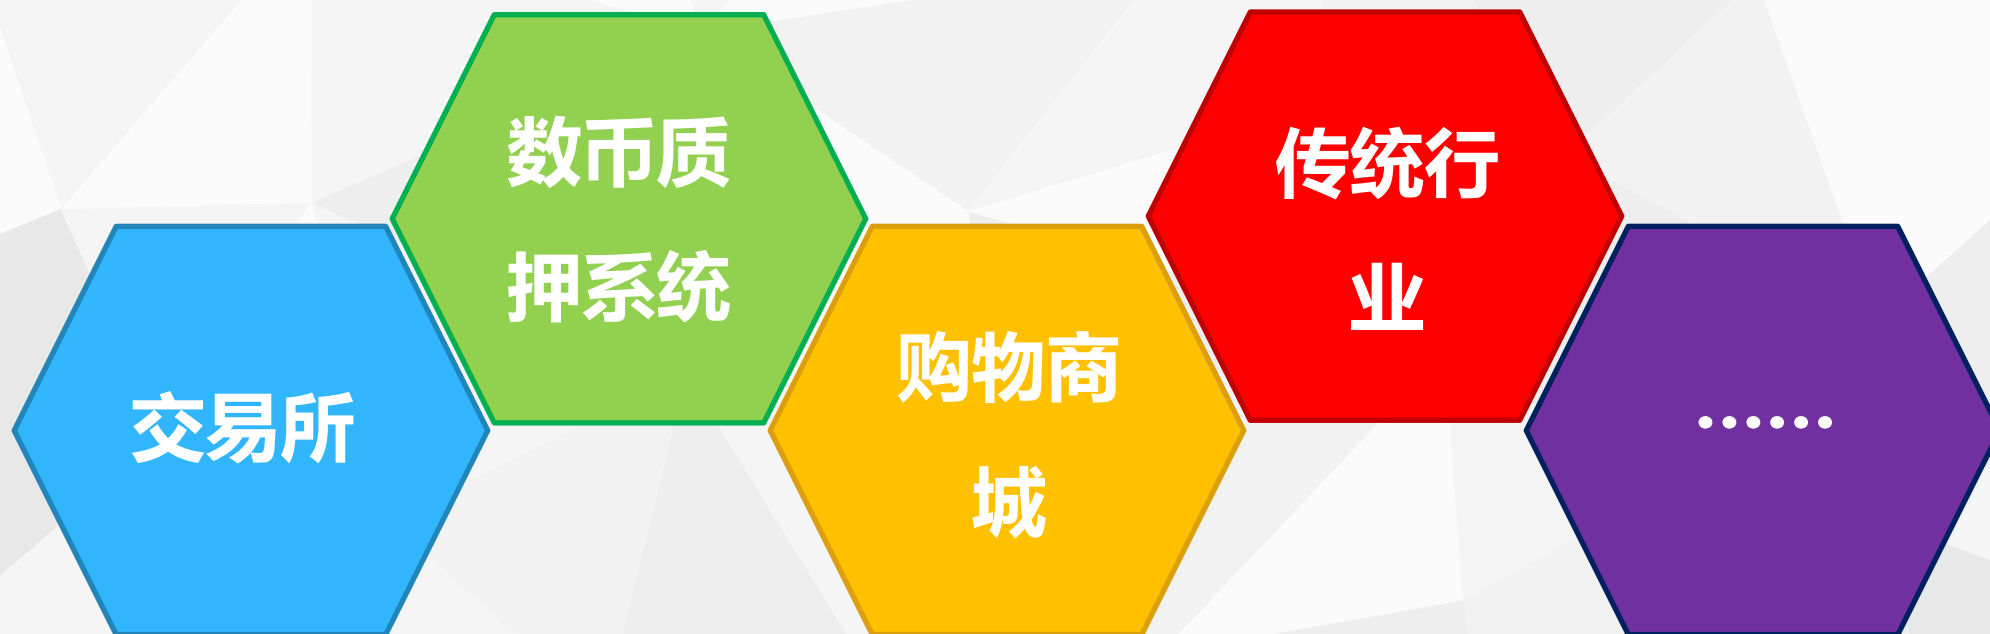 交易所
数币质
押系统
购物商
城
传统行
业
……